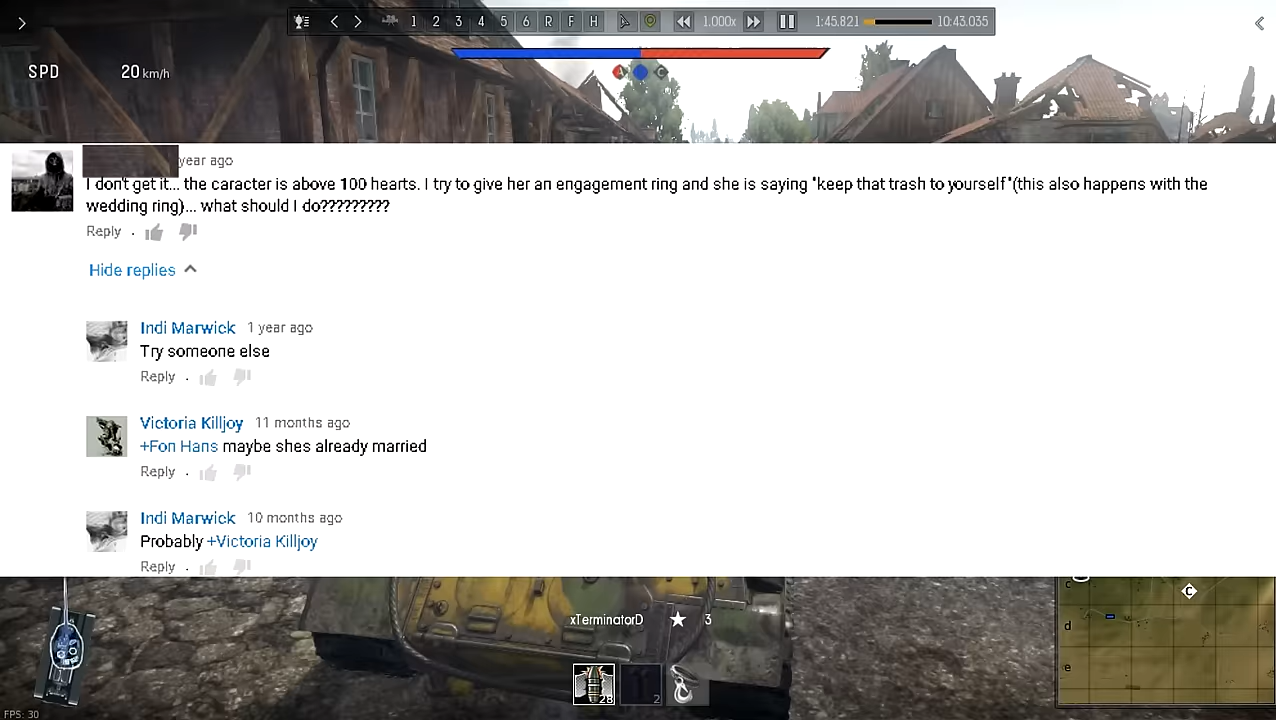 1 2 3 4 5 6 R F H 1.000x 1:45.821 10:43.035
SPD 20 km/h
A C
year ago
I don't get it... the caracter is above 100 hearts. I try to give her an engagement ring and she is saying "keep that trash to yourself"(this also happens with the
wedding ring)... what should I do?????????
Reply .
Hide replies
Indi Marwick 1 year ago
Try someone else
Reply .
Victoria Killjoy 11 months ago
+Fon Hans maybe shes already married
Reply .
Indi Marwick 10 months ago
Probably +Victoria Killjoy
Reply .
c C
xTerminatorD 3
d
e
28 2
FPS: 30